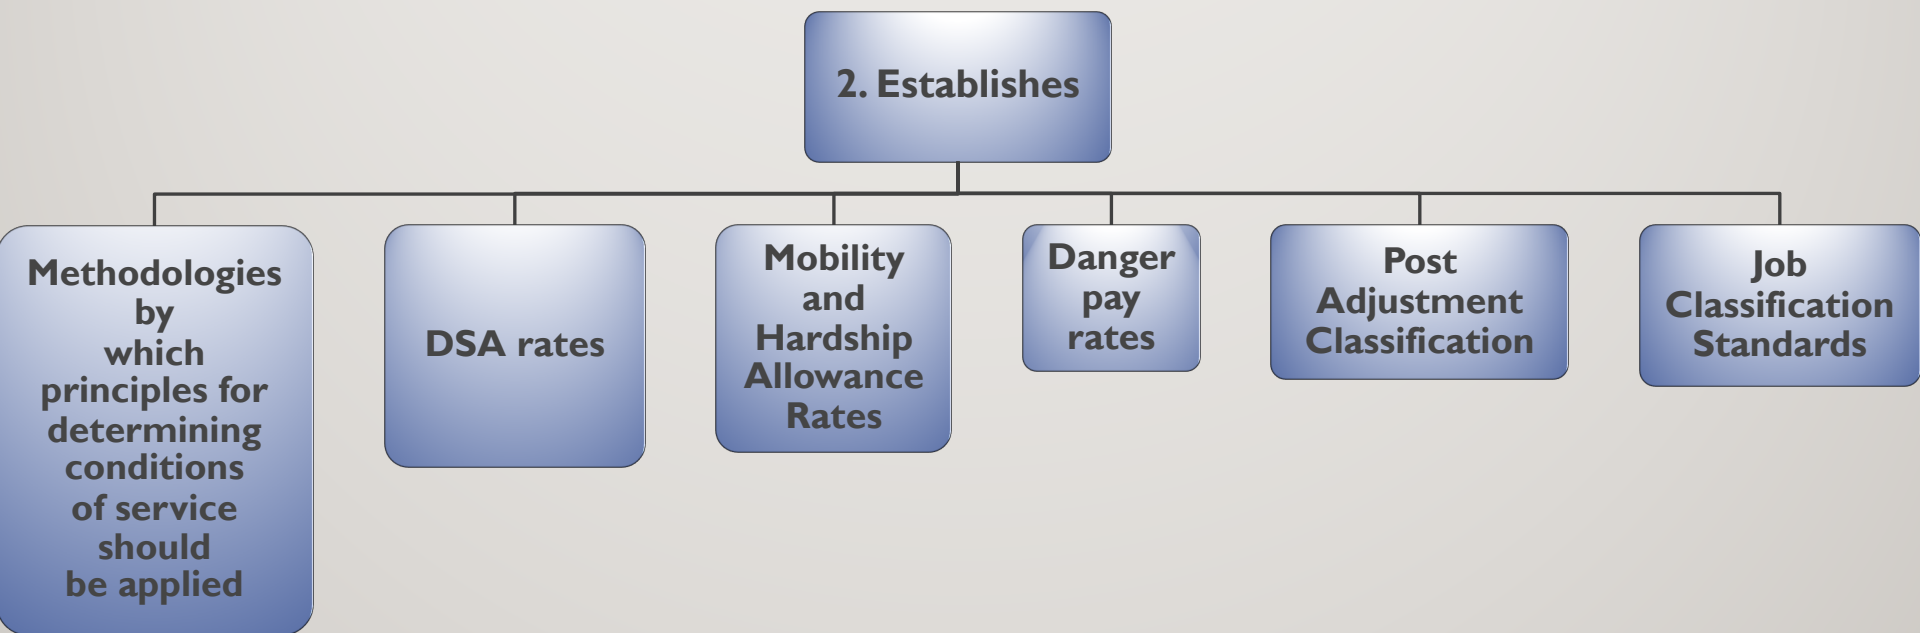 2. Establishes
Methodologies
by
which
principles for
determining
conditions
of service
should
be applied
DSA rates
Mobility
and
Hardship
Allowance
Rates
Danger
pay
rates
Post
Adjustment
Classification
Job
Classification
Standards